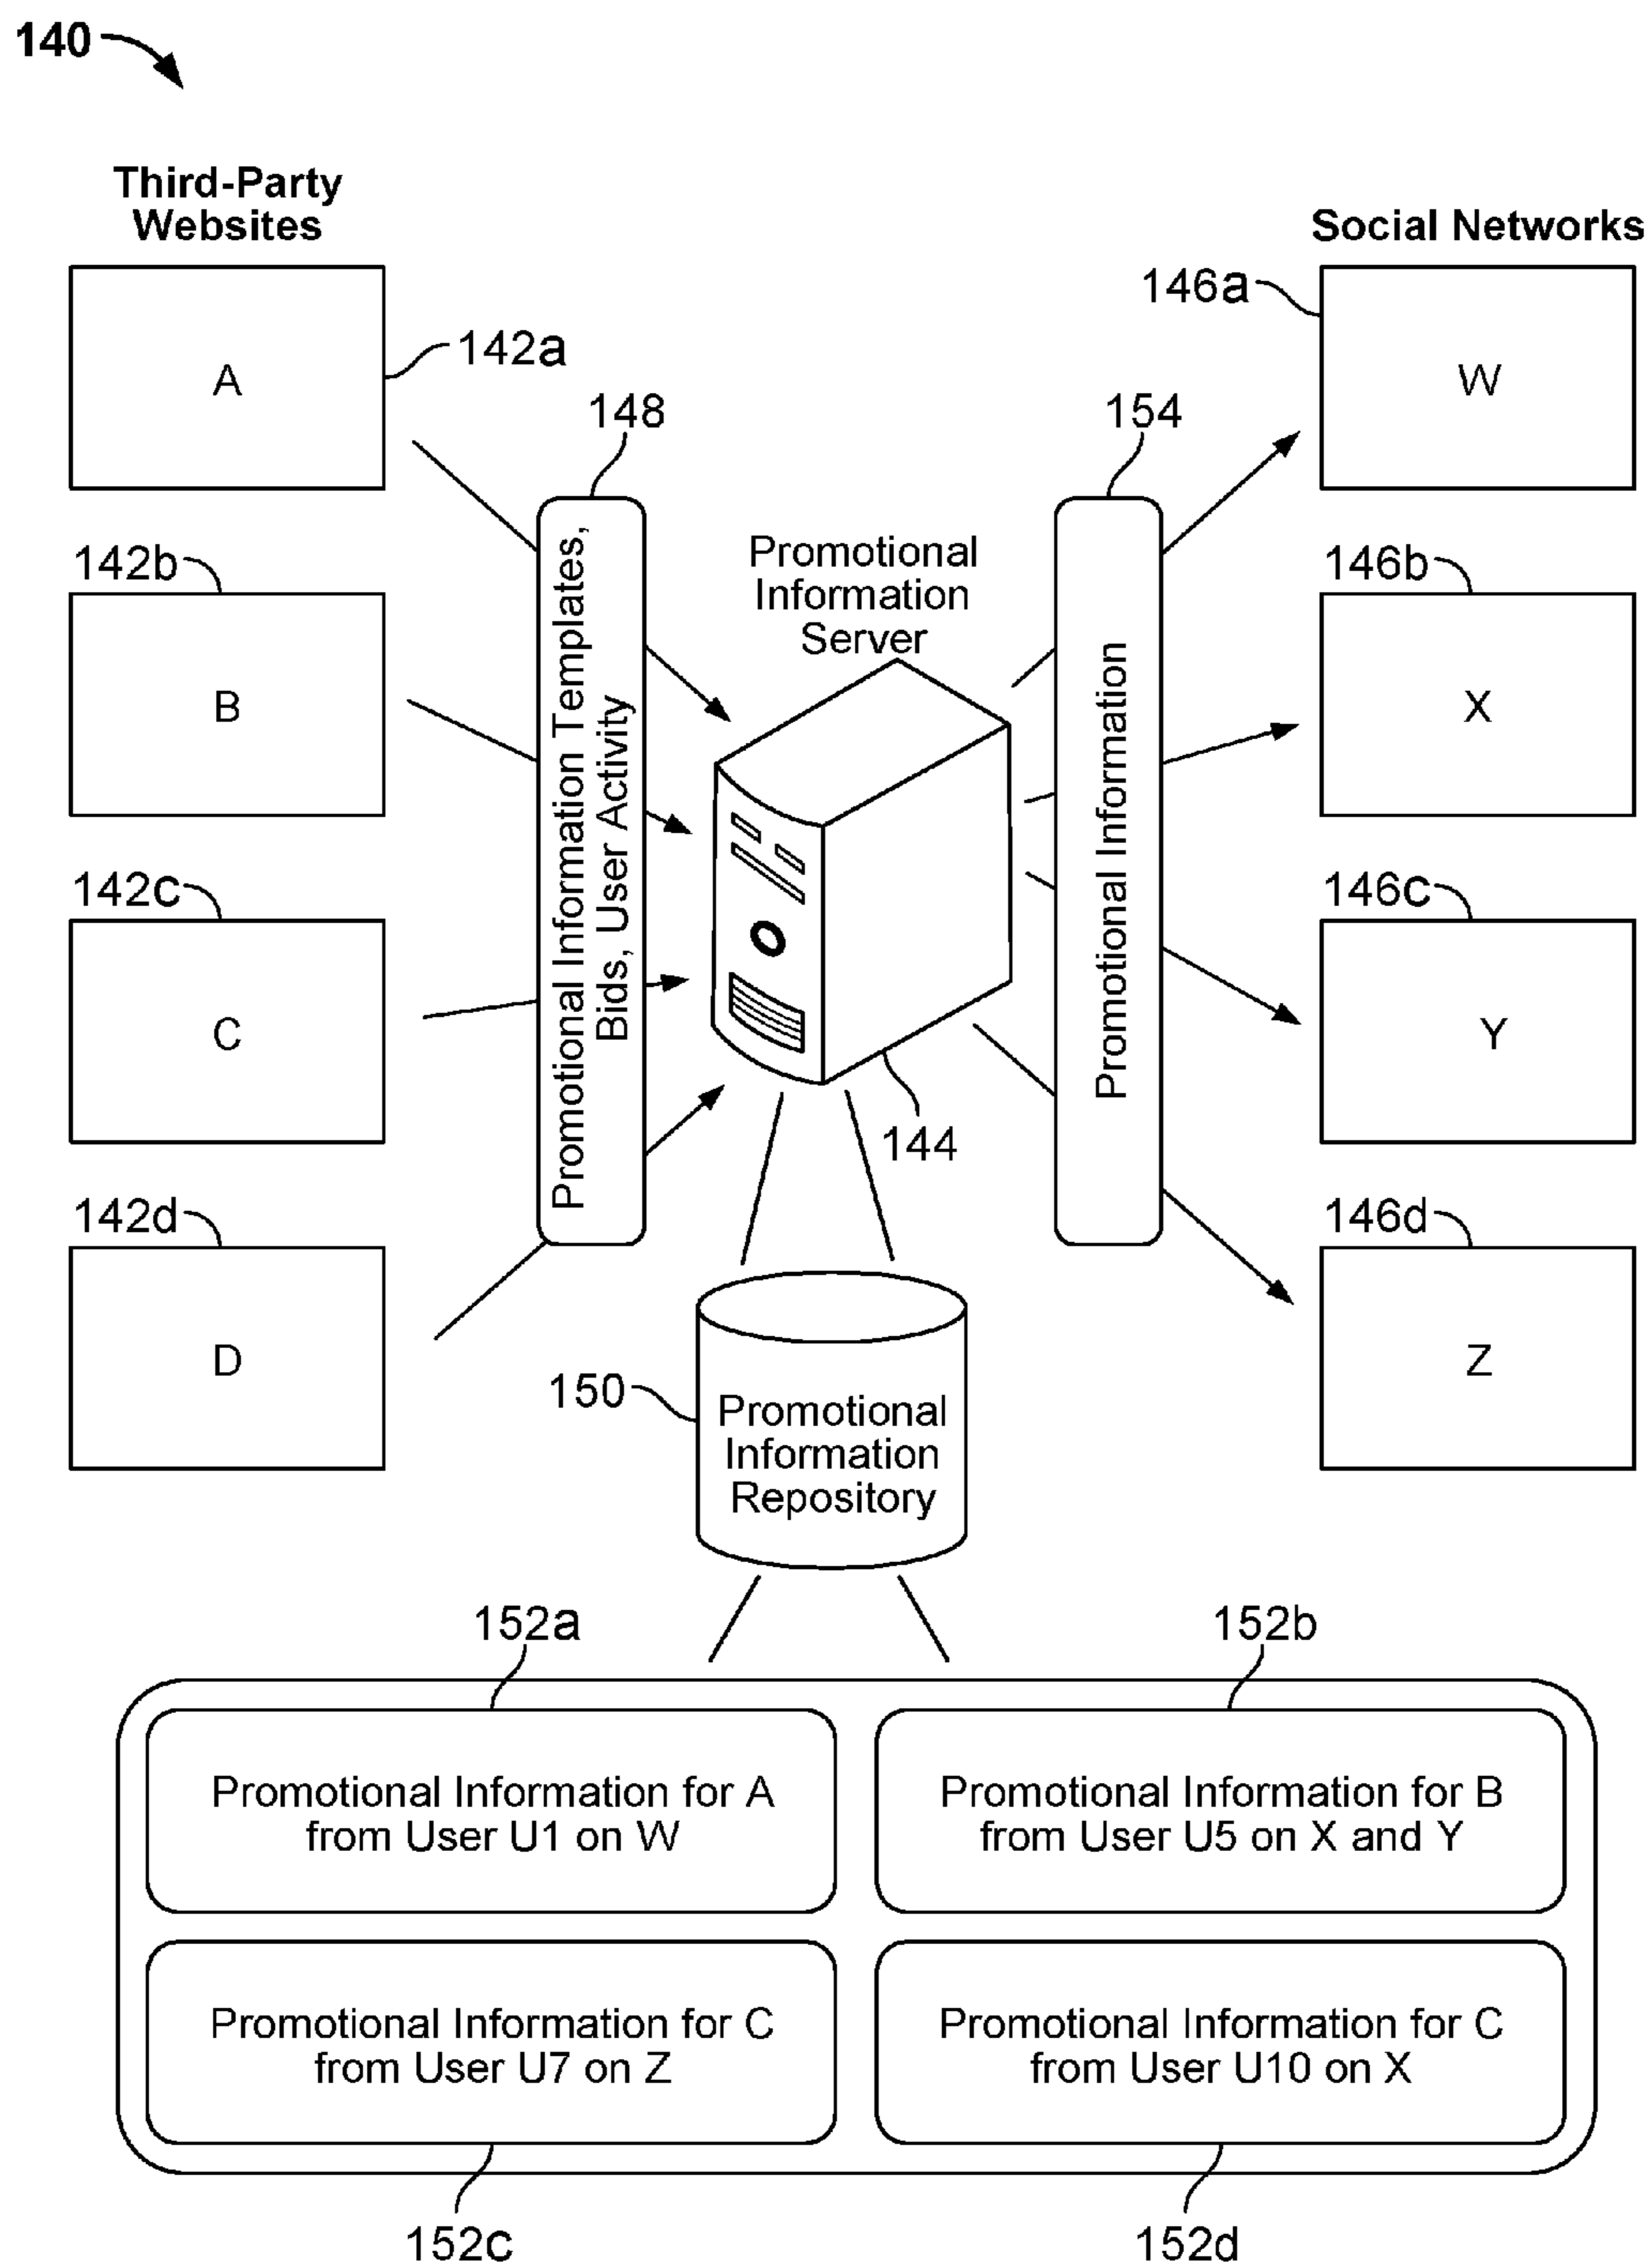 140
Third-Party
Websites
Social Networks
A
142a
146a
W
148
154
142b
B
Promotional Information Templates,
Bids, User Activity
Promotional
Information
Server
Promotional Information
146b
X
142c
C
146c
Y
144
142d
D
146d
Z
150
Promotional
Information
Repository
152a
152b
Promotional Information for A
from User U1 on W
Promotional Information for B
from User U5 on X and Y
Promotional Information for C
from User U7 on Z
Promotional Information for C
from User U10 on X
152c
152d